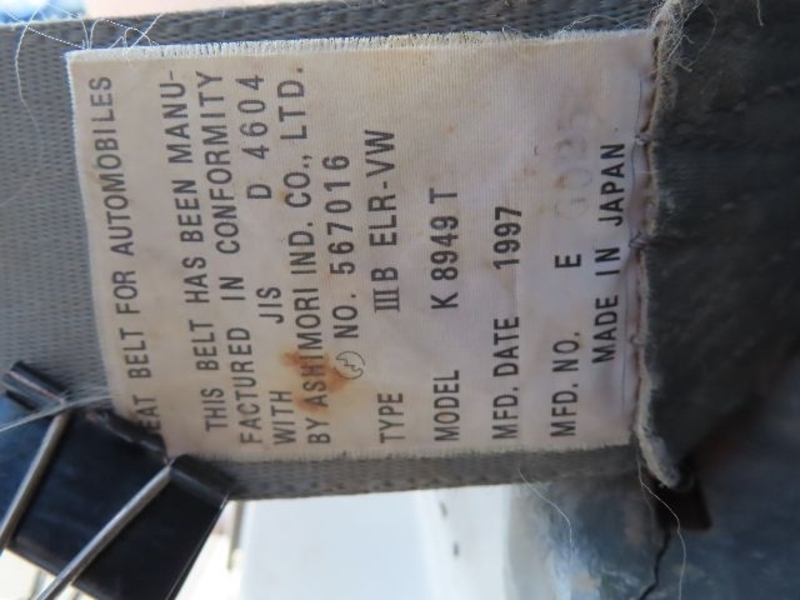 EAT BELT FOR AUTOMOBILES
THIS BELT HAS BEEN MANU-
FACTURED IN CONFORMITY
WITH JIS D 4604
BY ASHIMORI IND. CO., LTD.
NO. 567016
TYPE ⅢB ELR-VW
MODEL K 8949 T
MFD. DATE 1997
MFD. NO. E
MADE IN JAPAN